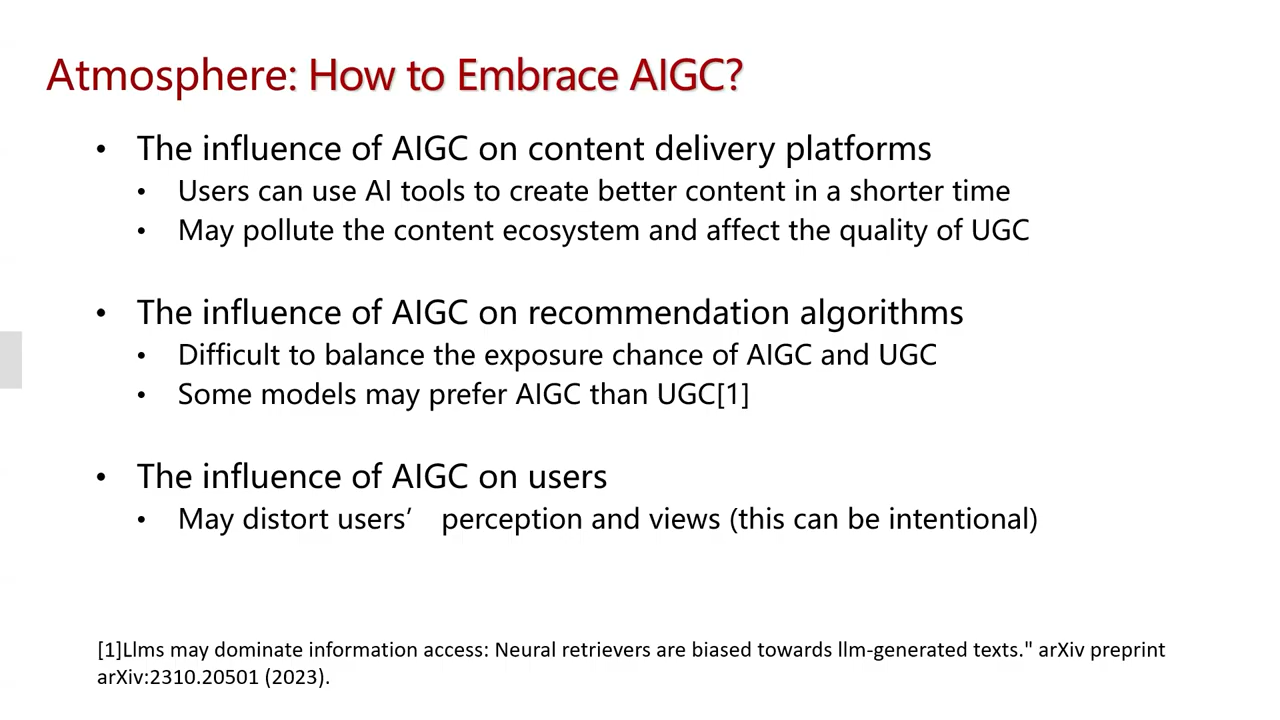 Atmosphere: How to Embrace AIGC?
• The influence of AIGC on content delivery platforms
• Users can use AI tools to create better content in a shorter time
• May pollute the content ecosystem and affect the quality of UGC
• The influence of AIGC on recommendation algorithms
• Difficult to balance the exposure chance of AIGC and UGC
• Some models may prefer AIGC than UGC[1]
• The influence of AIGC on users
• May distort users’ perception and views (this can be intentional)
[1]Llms may dominate information access: Neural retrievers are biased towards llm-generated texts." arXiv preprint
arXiv:2310.20501 (2023).